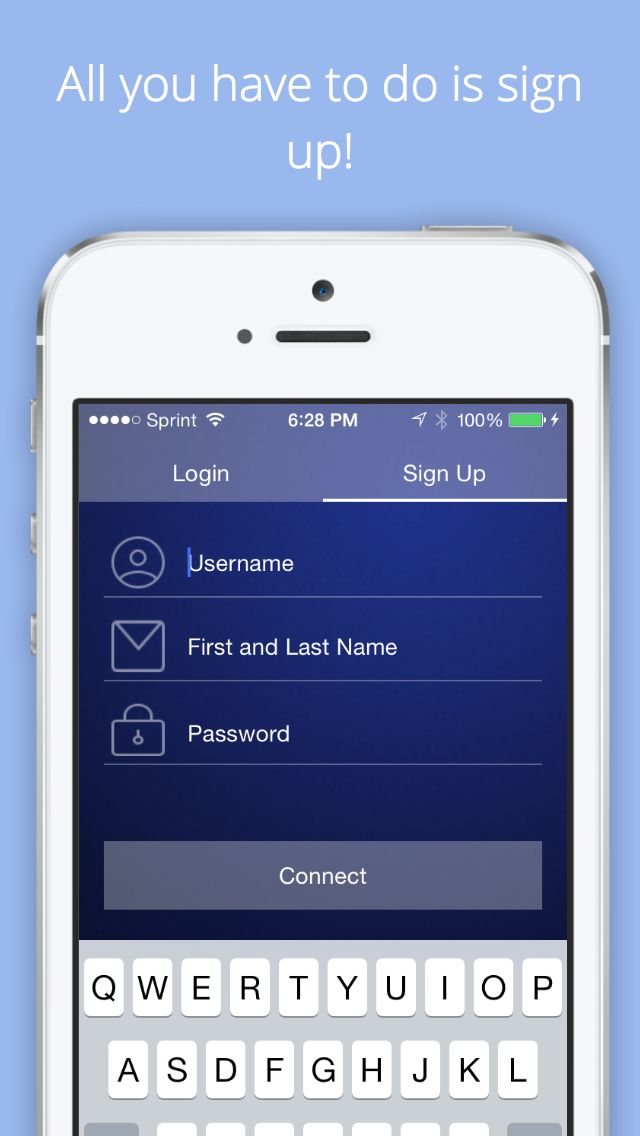 All you have to do is sign
up!
Sprint 6:28 PM 100%
Login Sign Up
Username
First and Last Name
Password
Connect
Q W E R T Y U I O P
A S D F G H J K L